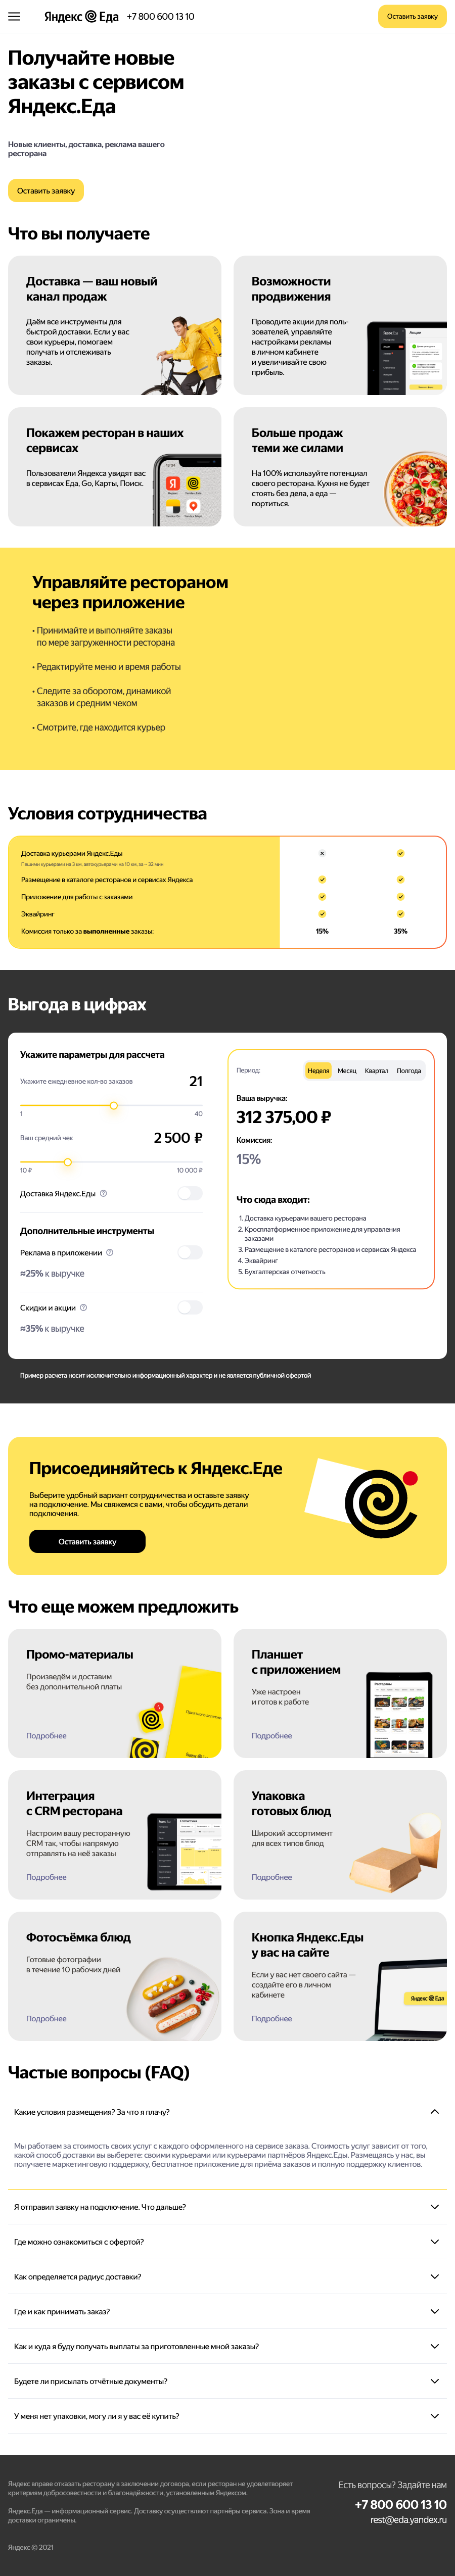 Яндекс Еда +7 800 600 13 10
Оставить заявку
Получайте новые
заказы с сервисом
Яндекс.Еда
Новые клиенты, доставка, реклама вашего
ресторана
Оставить заявку
Что вы получаете
Доставка — ваш новый
канал продаж
Даём все инструменты для
быстрой доставки. Если у вас
свои курьеры, помогаем
получать и отслеживать
заказы.
Возможности
продвижения
Проводите акции для поль-
зователей, управляйте
настройками рекламы
в личном кабинете
и увеличивайте свою
прибыль.
Акции
Покажем ресторан в наших
сервисах
Пользователи Яндекса увидят вас
в сервисах Еда, Go, Карты, Поиск.
Больше продаж
теми же силами
На 100% используйте потенциал
своего ресторана. Кухня не будет
стоять без дела, а еда —
портиться.
Управляйте рестораном
через приложение
• Принимайте и выполняйте заказы
по мере загруженности ресторана
• Редактируйте меню и время работы
• Следите за оборотом, динамикой
заказов и средним чеком
• Смотрите, где находится курьер
Условия сотрудничества
Доставка курьерами Яндекс.Еды
Пешими курьерами на 3 км, автокурьерами на 10 км, за ~ 32 мин
Размещение в каталоге ресторанов и сервисах Яндекса
Приложение для работы с заказами
Эквайринг
Комиссия только за выполненные заказы:
15%
35%
Выгода в цифрах
Укажите параметры для рассчета
Укажите ежедневное кол-во заказов 21
1 40
Ваш средний чек 2 500 ₽
10 ₽ 10 000 ₽
Доставка Яндекс.Еды
Дополнительные инструменты
Реклама в приложении
≈25% к выручке
Скидки и акции
≈35% к выручке
Период:
Неделя Месяц Квартал Полгода
Ваша выручка:
312 375,00 ₽
Комиссия:
15%
Что сюда входит:
1. Доставка курьерами вашего ресторана
2. Кросплатформенное приложение для управления
заказами
3. Размещение в каталоге ресторанов и сервисах Яндекса
4. Эквайринг
5. Бухгалтерская отчетность
Пример расчета носит исключительно информационный характер и не является публичной офертой
Присоединяйтесь к Яндекс.Еде
Выберите удобный вариант сотрудничества и оставьте заявку
на подключение. Мы свяжемся с вами, чтобы обсудить детали
подключения.
Оставить заявку
Что еще можем предложить
Промо-материалы
Произведём и доставим
без дополнительной платы
Подробнее
Планшет
с приложением
Уже настроен
и готов к работе
Подробнее
Интеграция
с CRM ресторана
Настроим вашу ресторанную
CRM так, чтобы напрямую
отправлять на неё заказы
Подробнее
Упаковка
готовых блюд
Широкий ассортимент
для всех типов блюд
Подробнее
Фотосъёмка блюд
Готовые фотографии
в течение 10 рабочих дней
Подробнее
Кнопка Яндекс.Еды
у вас на сайте
Если у вас нет своего сайта —
создайте его в личном
кабинете
Подробнее
Яндекс Еда
Частые вопросы (FAQ)
Какие условия размещения? За что я плачу?
Мы работаем за стоимость своих услуг с каждого оформленного на сервисе заказа. Стоимость услуг зависит от того,
какой способ доставки вы выберете: своими курьерами или курьерами партнёров Яндекс.Еды. Размещаясь у нас, вы
получаете маркетинговую поддержку, бесплатное приложение для приёма заказов и полную поддержку клиентов.
Я отправил заявку на подключение. Что дальше?
Где можно ознакомиться с офертой?
Как определяется радиус доставки?
Где и как принимать заказ?
Как и куда я буду получать выплаты за приготовленные мной заказы?
Будете ли присылать отчётные документы?
У меня нет упаковки, могу ли я у вас её купить?
Яндекс вправе отказать ресторану в заключении договора, если ресторан не удовлетворяет
критериям добросовестности и благонадёжности, установленным Яндексом.
Яндекс.Еда — информационный сервис. Доставку осуществляют партнёры сервиса. Зона и время
доставки ограничены.
Яндекс © 2021
Есть вопросы? Задайте нам
+7 800 600 13 10
rest@eda.yandex.ru